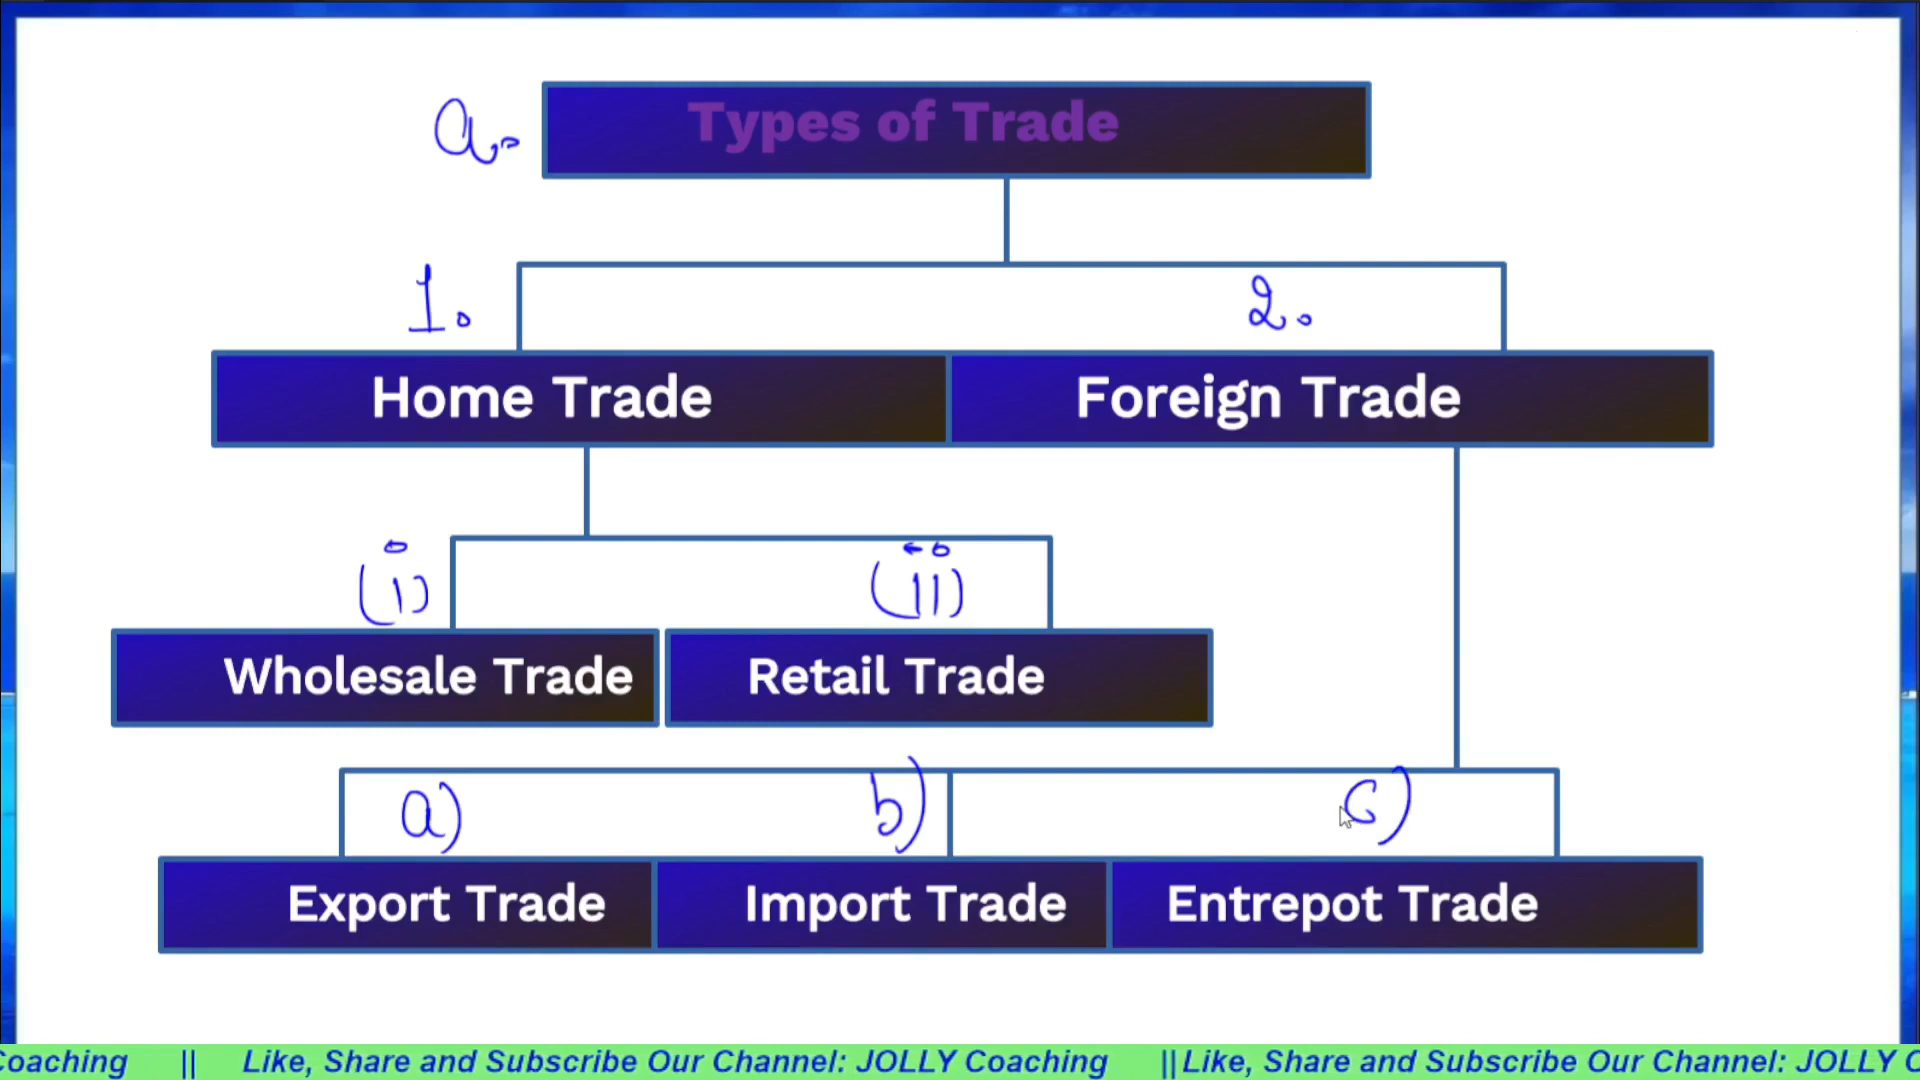 a. Types of Trade
1. 2.
Home Trade Foreign Trade
(i) (ii)
Wholesale Trade Retail Trade
a) b) c)
Export Trade Import Trade Entrepot Trade
Coaching || Like, Share and Subscribe Our Channel: JOLLY Coaching || Like, Share and Subscribe Our Channel: JOLLY C